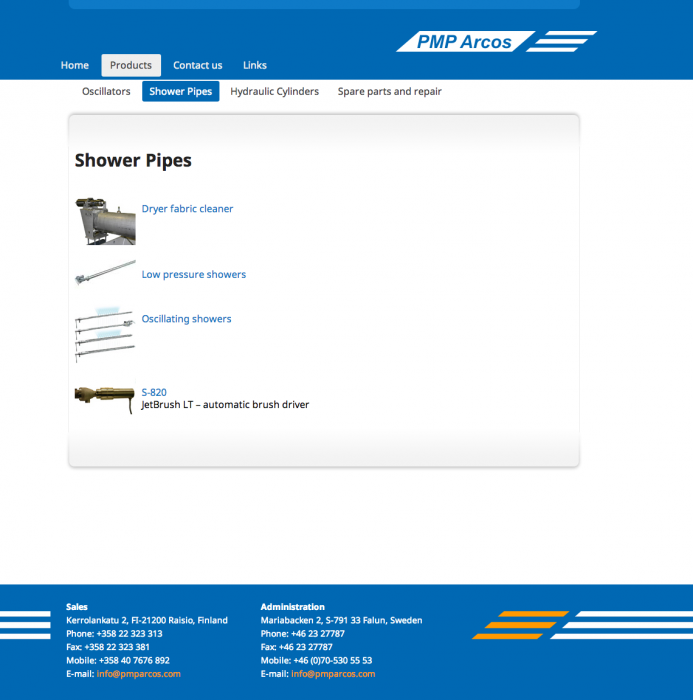 PMP Arcos
Home Products Contact us Links
Oscillators Shower Pipes Hydraulic Cylinders Spare parts and repair
Shower Pipes
Dryer fabric cleaner
Low pressure showers
Oscillating showers
S-820
JetBrush LT – automatic brush driver
Sales
Kerrolankatu 2, FI-21200 Raisio, Finland
Phone: +358 22 323 313
Fax: +358 22 323 381
Mobile: +358 40 7676 892
E-mail: info@pmparcos.com
Administration
Mariabacken 2, S-791 33 Falun, Sweden
Phone: +46 23 27787
Fax: +46 23 27787
Mobile: +46 (0)70-530 55 53
E-mail: info@pmparcos.com